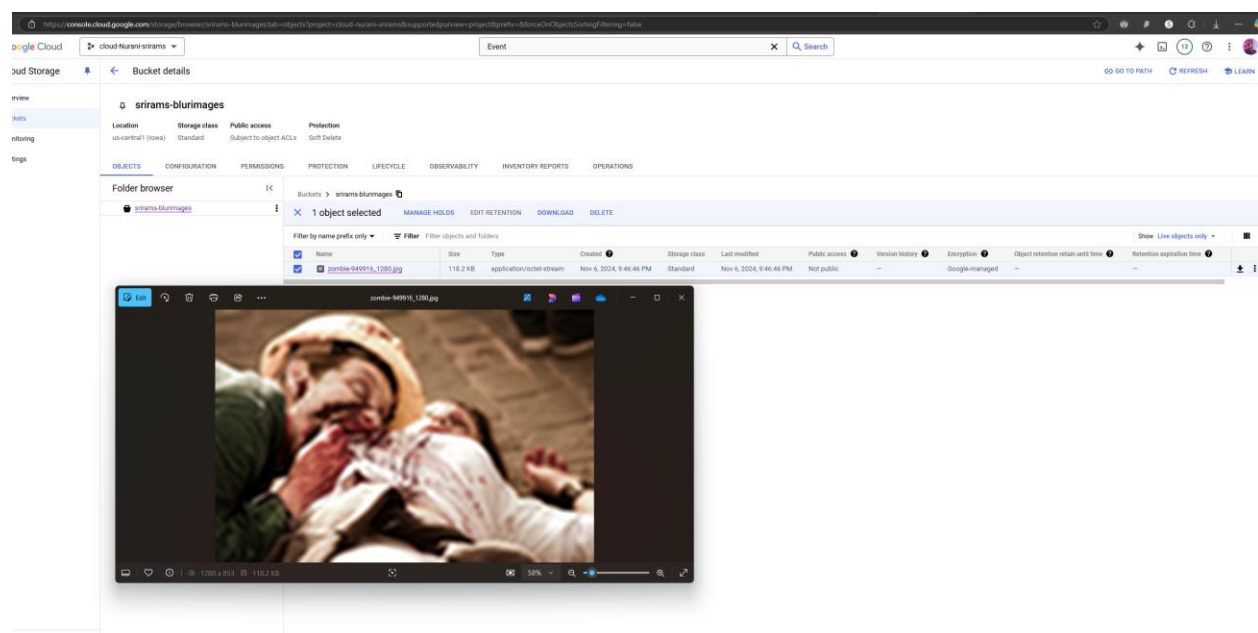 https://console.cloud.google.com/storage/browser/srirams-blurimages;tab=objects?project=cloud-nurani-srirams&supportedpurview=project&prefix=&forceOnObjectsSortingFiltering=false
oogle Cloud
cloud-Nurani-srirams
Event
Search
12
oud Storage
Bucket details
GO TO PATH
REFRESH
LEARN
erview
ckets
nitoring
ttings
srirams-blurimages
Location Storage class Public access Protection
us-central1 (Iowa) Standard Subject to object ACLs Soft Delete
OBJECTS CONFIGURATION PERMISSIONS PROTECTION LIFECYCLE OBSERVABILITY INVENTORY REPORTS OPERATIONS
Folder browser
srirams-blurimages
Buckets > srirams-blurimages
1 object selected MANAGE HOLDS EDIT RETENTION DOWNLOAD DELETE
Filter by name prefix only Filter Filter objects and folders Show Live objects only
Name Size Type Created Storage class Last modified Public access Version history Encryption Object retention retain until time Retention expiration time
zombie-949916_1280.jpg 118.2 KB application/octet-stream Nov 6, 2024, 9:46:46 PM Standard Nov 6, 2024, 9:46:46 PM Not public — Google-managed — —
Edit
zombie-949916_1280.jpg
1280 x 853 118.2 KB
58%